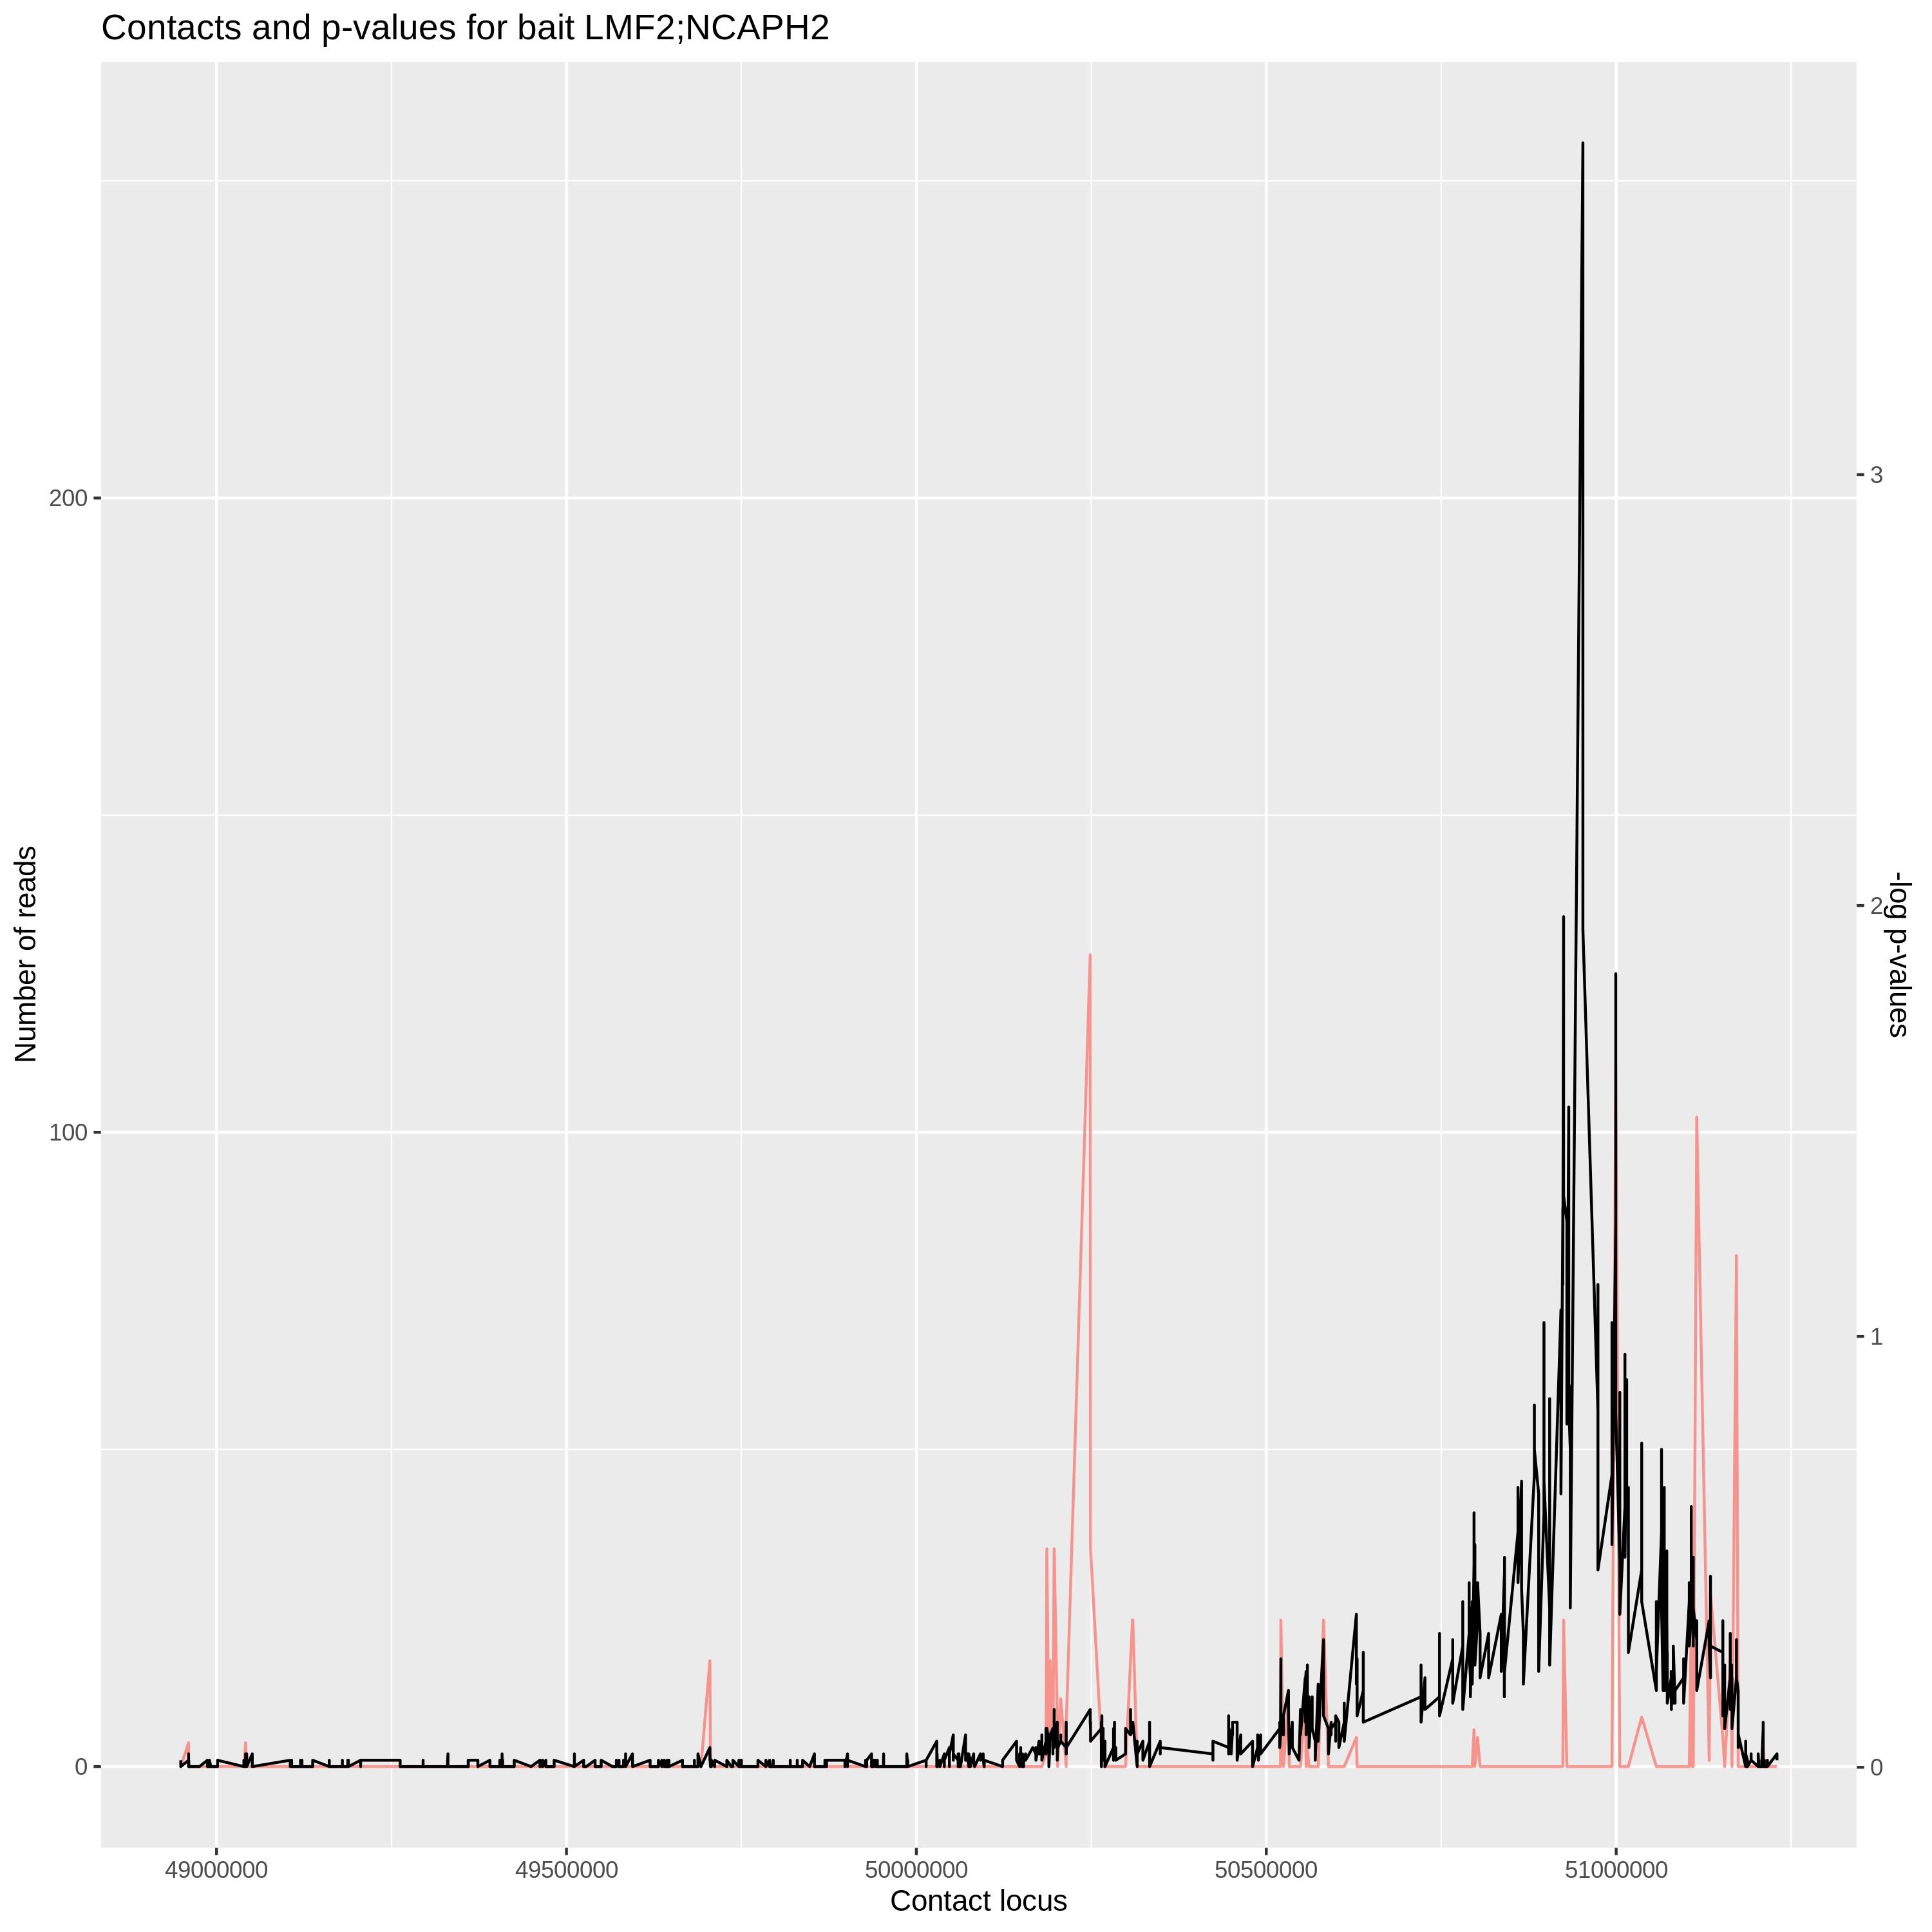 Contacts and p-values for bait LMF2;NCAPH2
Number of reads
200
100
0
3
2
1
0
-log p-values
49000000 49500000 50000000 50500000 51000000
Contact locus